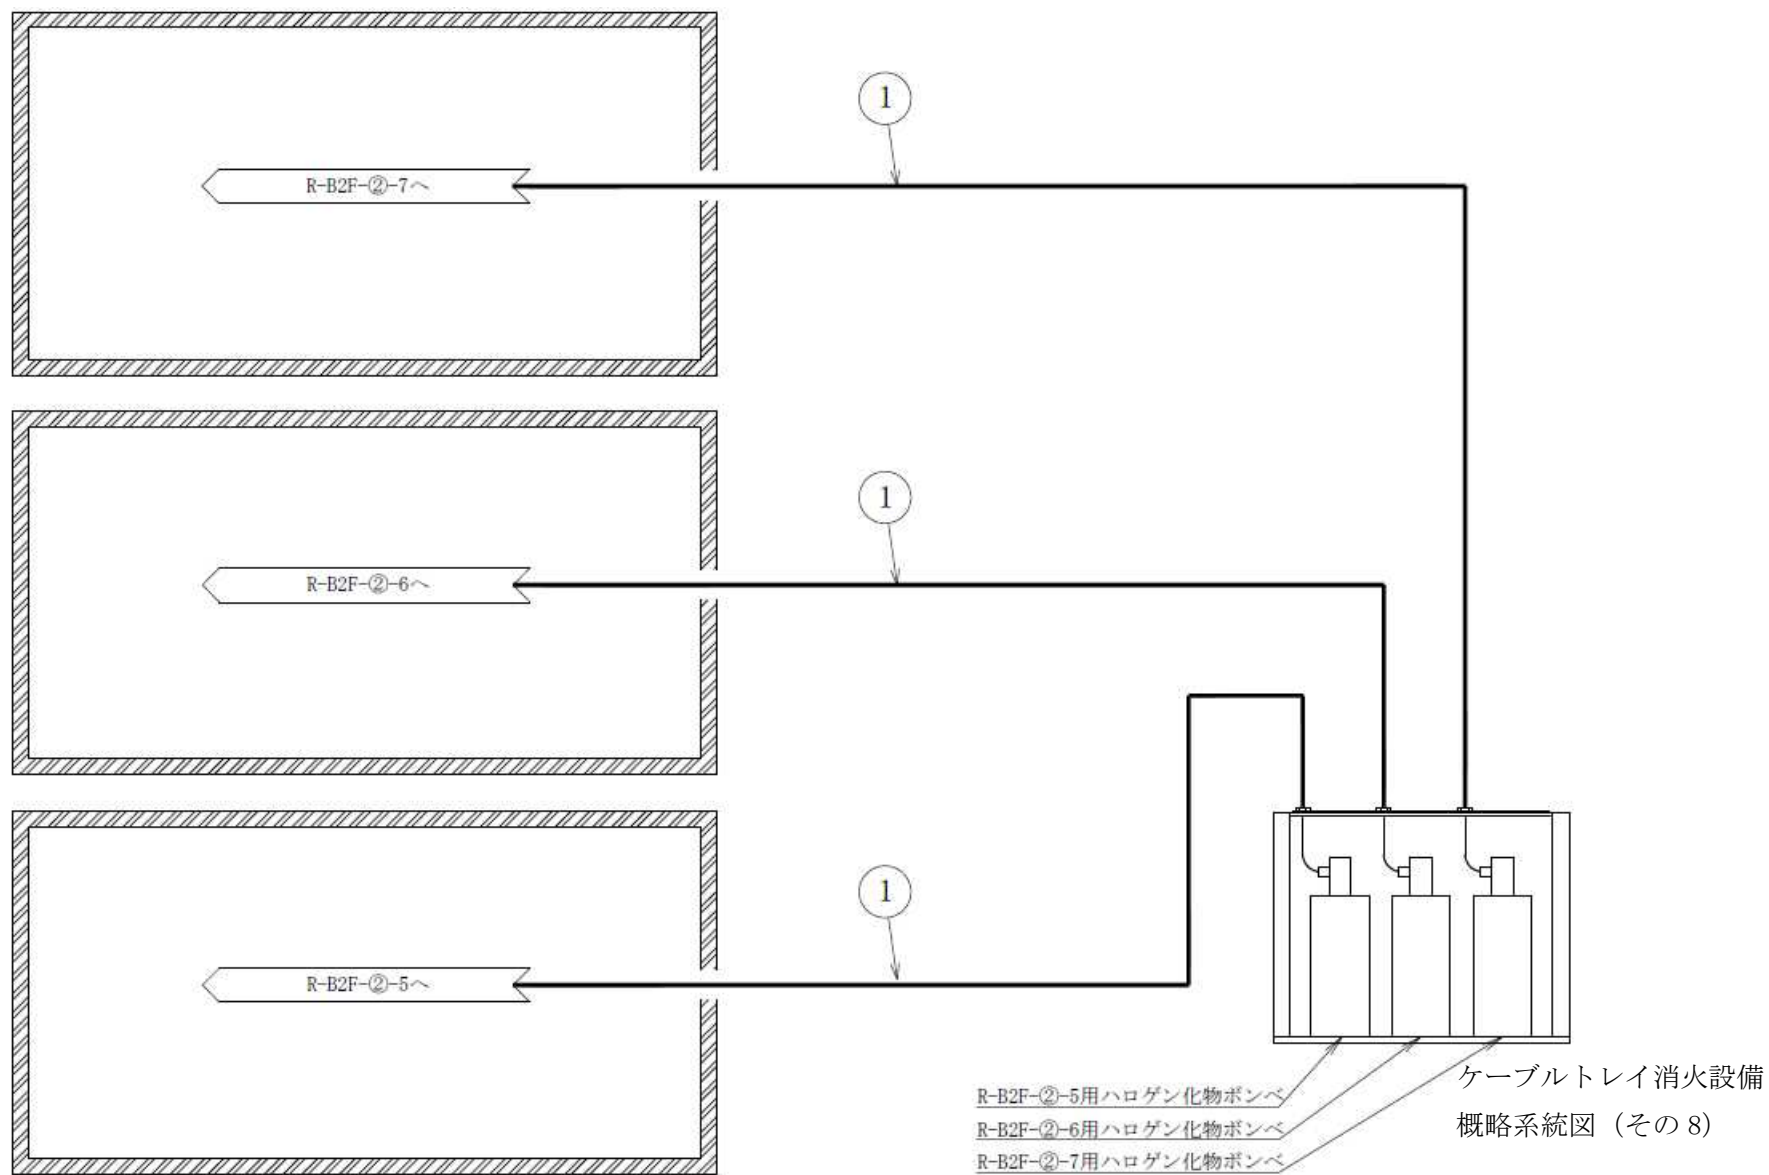 ①
R-B2F-②-7へ
①
R-B2F-②-6へ
①
R-B2F-②-5へ
R-B2F-②-5用ハロゲン化物ボンベ
R-B2F-②-6用ハロゲン化物ボンベ
R-B2F-②-7用ハロゲン化物ボンベ
ケーブルトレイ消火設備
概略系統図（その 8）